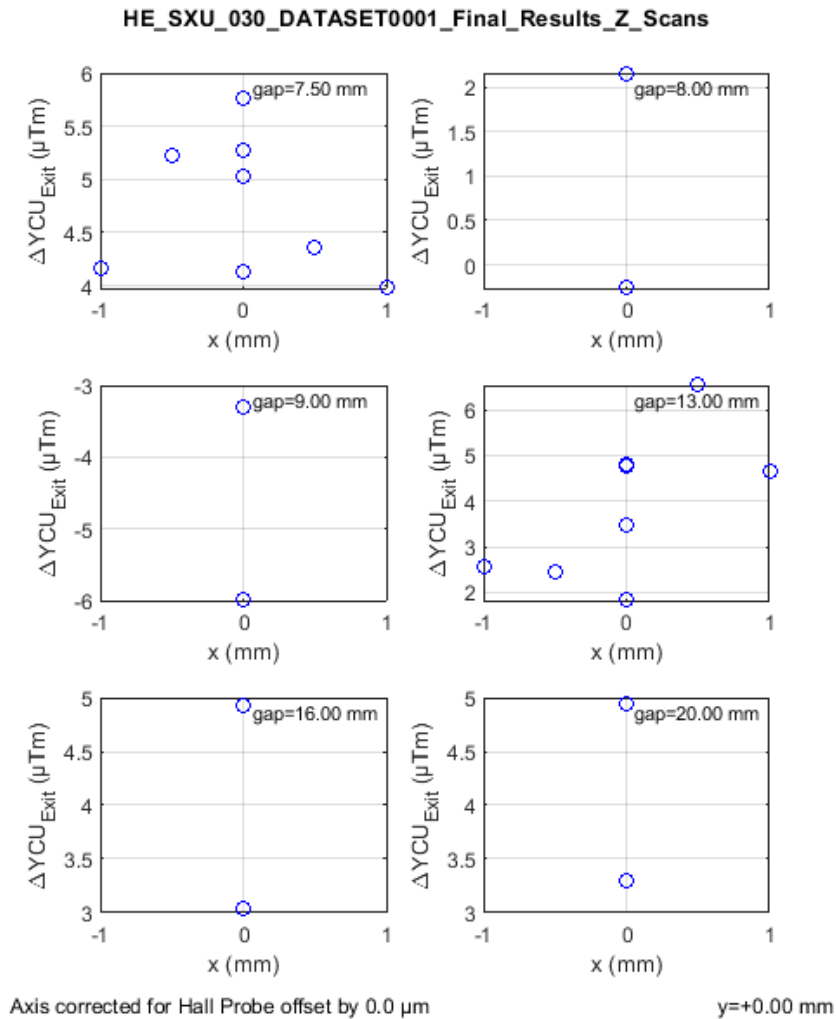 HE_SXU_030_DATASET0001_Final_Results_Z_Scans
gap=7.50 mm
6
5.5
5
4.5
4
ΔYCU_Exit (µTm)
-1 0 1
x (mm)
gap=8.00 mm
2
1.5
1
0.5
0
ΔYCU_Exit (µTm)
-1 0 1
x (mm)
gap=9.00 mm
-3
-4
-5
-6
ΔYCU_Exit (µTm)
-1 0 1
x (mm)
gap=13.00 mm
6
5
4
3
2
ΔYCU_Exit (µTm)
-1 0 1
x (mm)
gap=16.00 mm
5
4.5
4
3.5
3
ΔYCU_Exit (µTm)
-1 0 1
x (mm)
gap=20.00 mm
5
4.5
4
3.5
3
ΔYCU_Exit (µTm)
-1 0 1
x (mm)
Axis corrected for Hall Probe offset by 0.0 µm
y=+0.00 mm